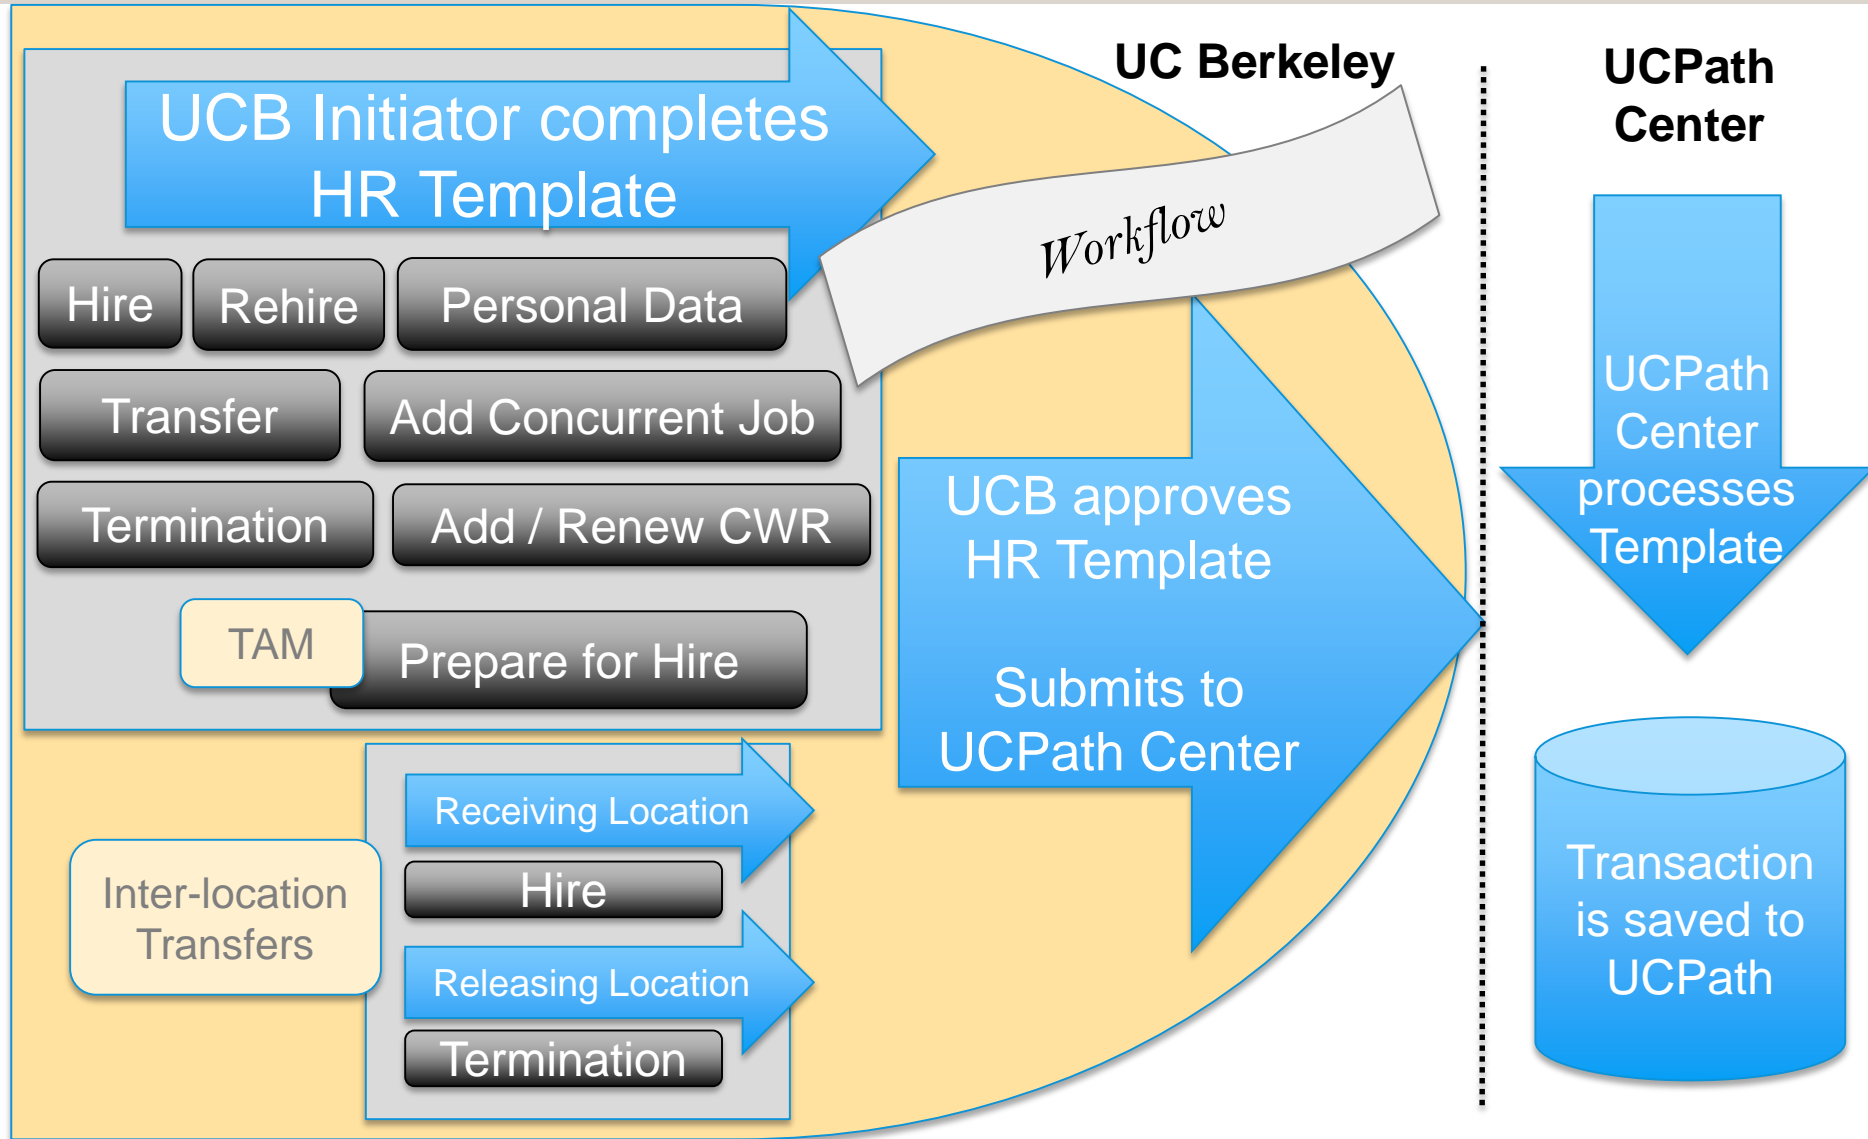 UCB Initiator completes
HR Template
Hire
Rehire
Personal Data
Transfer
Add Concurrent Job
Termination
Add / Renew CWR
TAM
Prepare for Hire
Inter-location
Transfers
Receiving Location
Hire
Releasing Location
Termination
UC Berkeley
Workflow
UCB approves
HR Template
Submits to
UCPath Center
UCPath
Center
UCPath
Center
processes
Template
Transaction
is saved to
UCPath